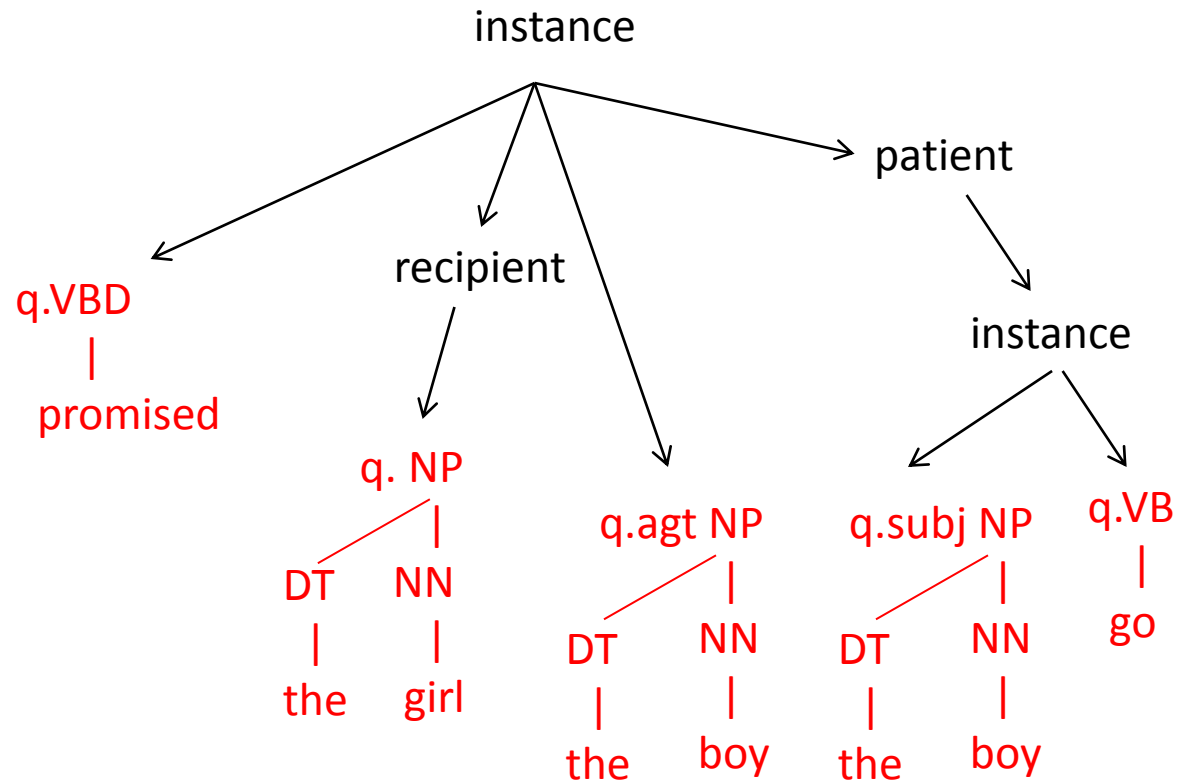 instance
patient
recipient
q.VBD
instance
promised
q. NP
q.agt NP
q.subj NP
q.VB
DT
NN
go
DT
NN
DT
NN
the
girl
the
boy
the
boy